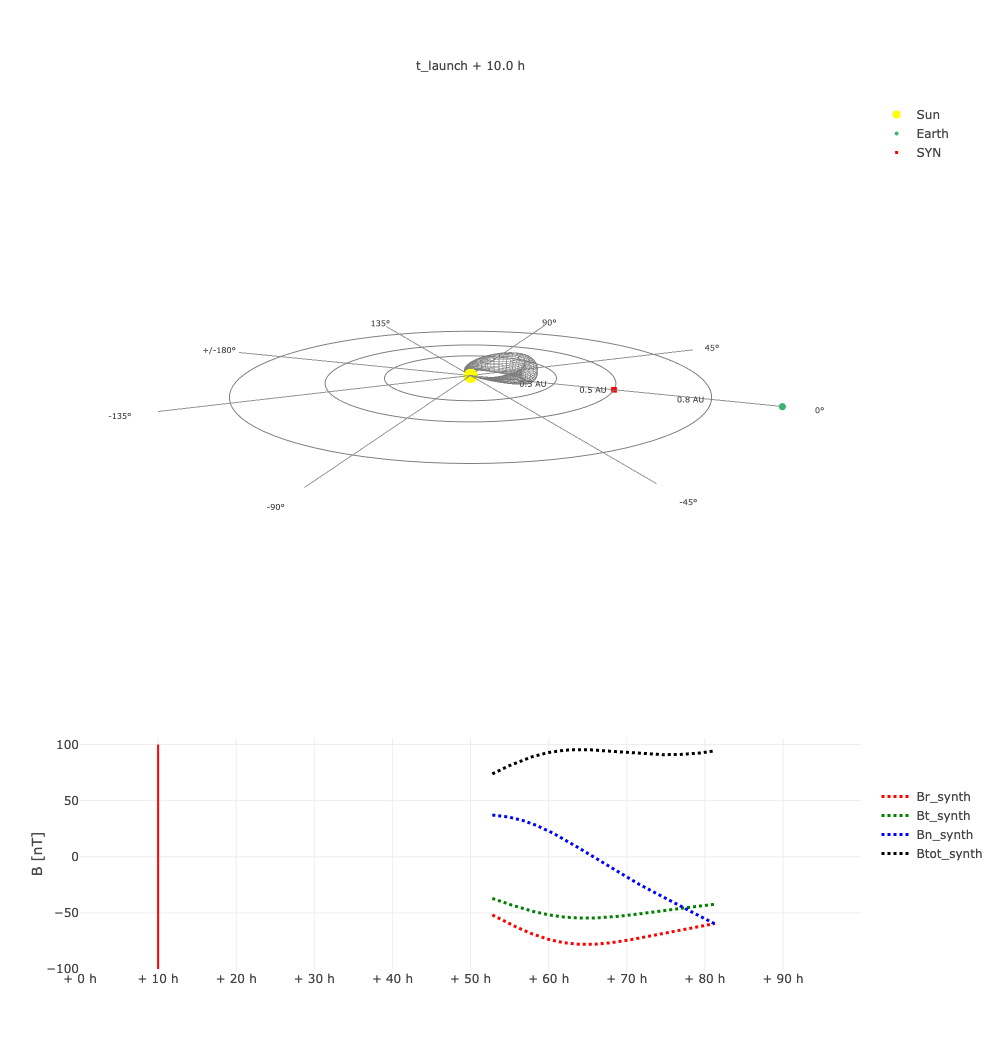 t_launch + 10.0 h
Sun
Earth
SYN
135°
90°
+/-180°
45°
0.3 AU
0.5 AU
0.8 AU
0°
-135°
-90°
-45°
100
50
0
−50
−100
B [nT]
+ 0 h
+ 10 h
+ 20 h
+ 30 h
+ 40 h
+ 50 h
+ 60 h
+ 70 h
+ 80 h
+ 90 h
Br_synth
Bt_synth
Bn_synth
Btot_synth